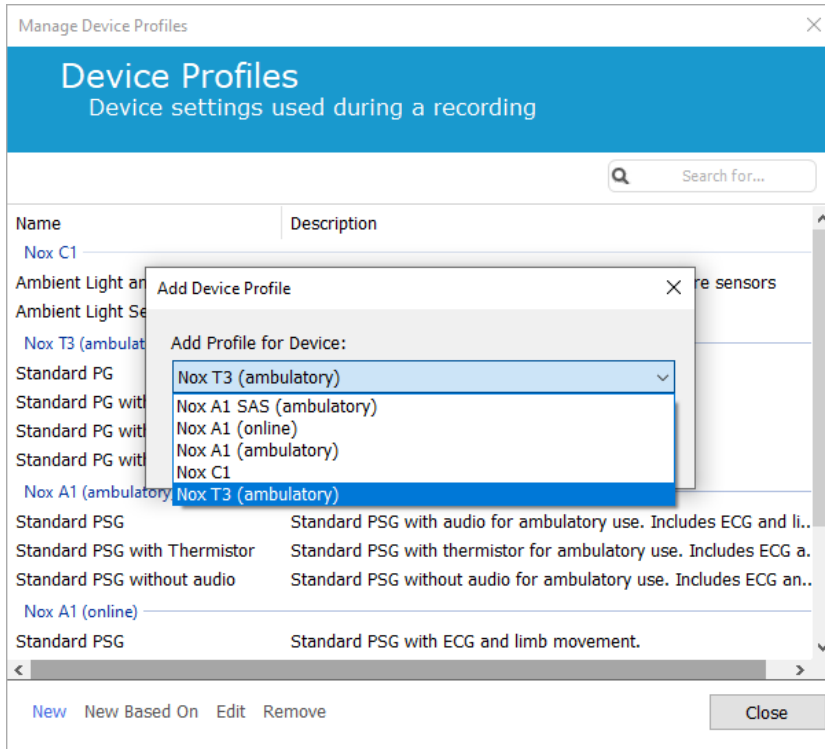 Manage Device Profiles
Device Profiles
Device settings used during a recording
Search for...
Name Description
Nox C1
Ambient Light an re sensors
Ambient Light Se
Nox T3 (ambulat
Standard PG
Standard PG with
Standard PG with
Standard PG with
Nox A1 (ambulatory
Standard PSG Standard PSG with audio for ambulatory use. Includes ECG and li..
Standard PSG with Thermistor Standard PSG with thermistor for ambulatory use. Includes ECG a.
Standard PSG without audio Standard PSG without audio for ambulatory use. Includes ECG an..
Nox A1 (online)
Standard PSG Standard PSG with ECG and limb movement.
New New Based On Edit Remove Close
Add Device Profile
Add Profile for Device:
Nox T3 (ambulatory)
Nox A1 SAS (ambulatory)
Nox A1 (online)
Nox A1 (ambulatory)
Nox C1
Nox T3 (ambulatory)